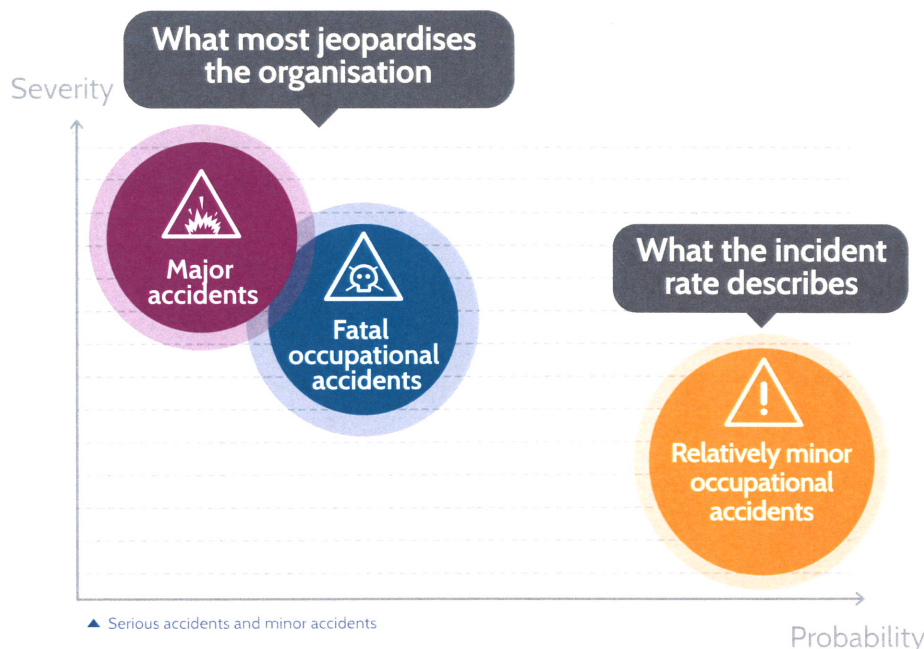 What most jeopardises
the organisation
Severity
Major
accidents
Fatal
occupational
accidents
What the incident
rate describes
Relatively minor
occupational
accidents
▲ Serious accidents and minor accidents
Probability